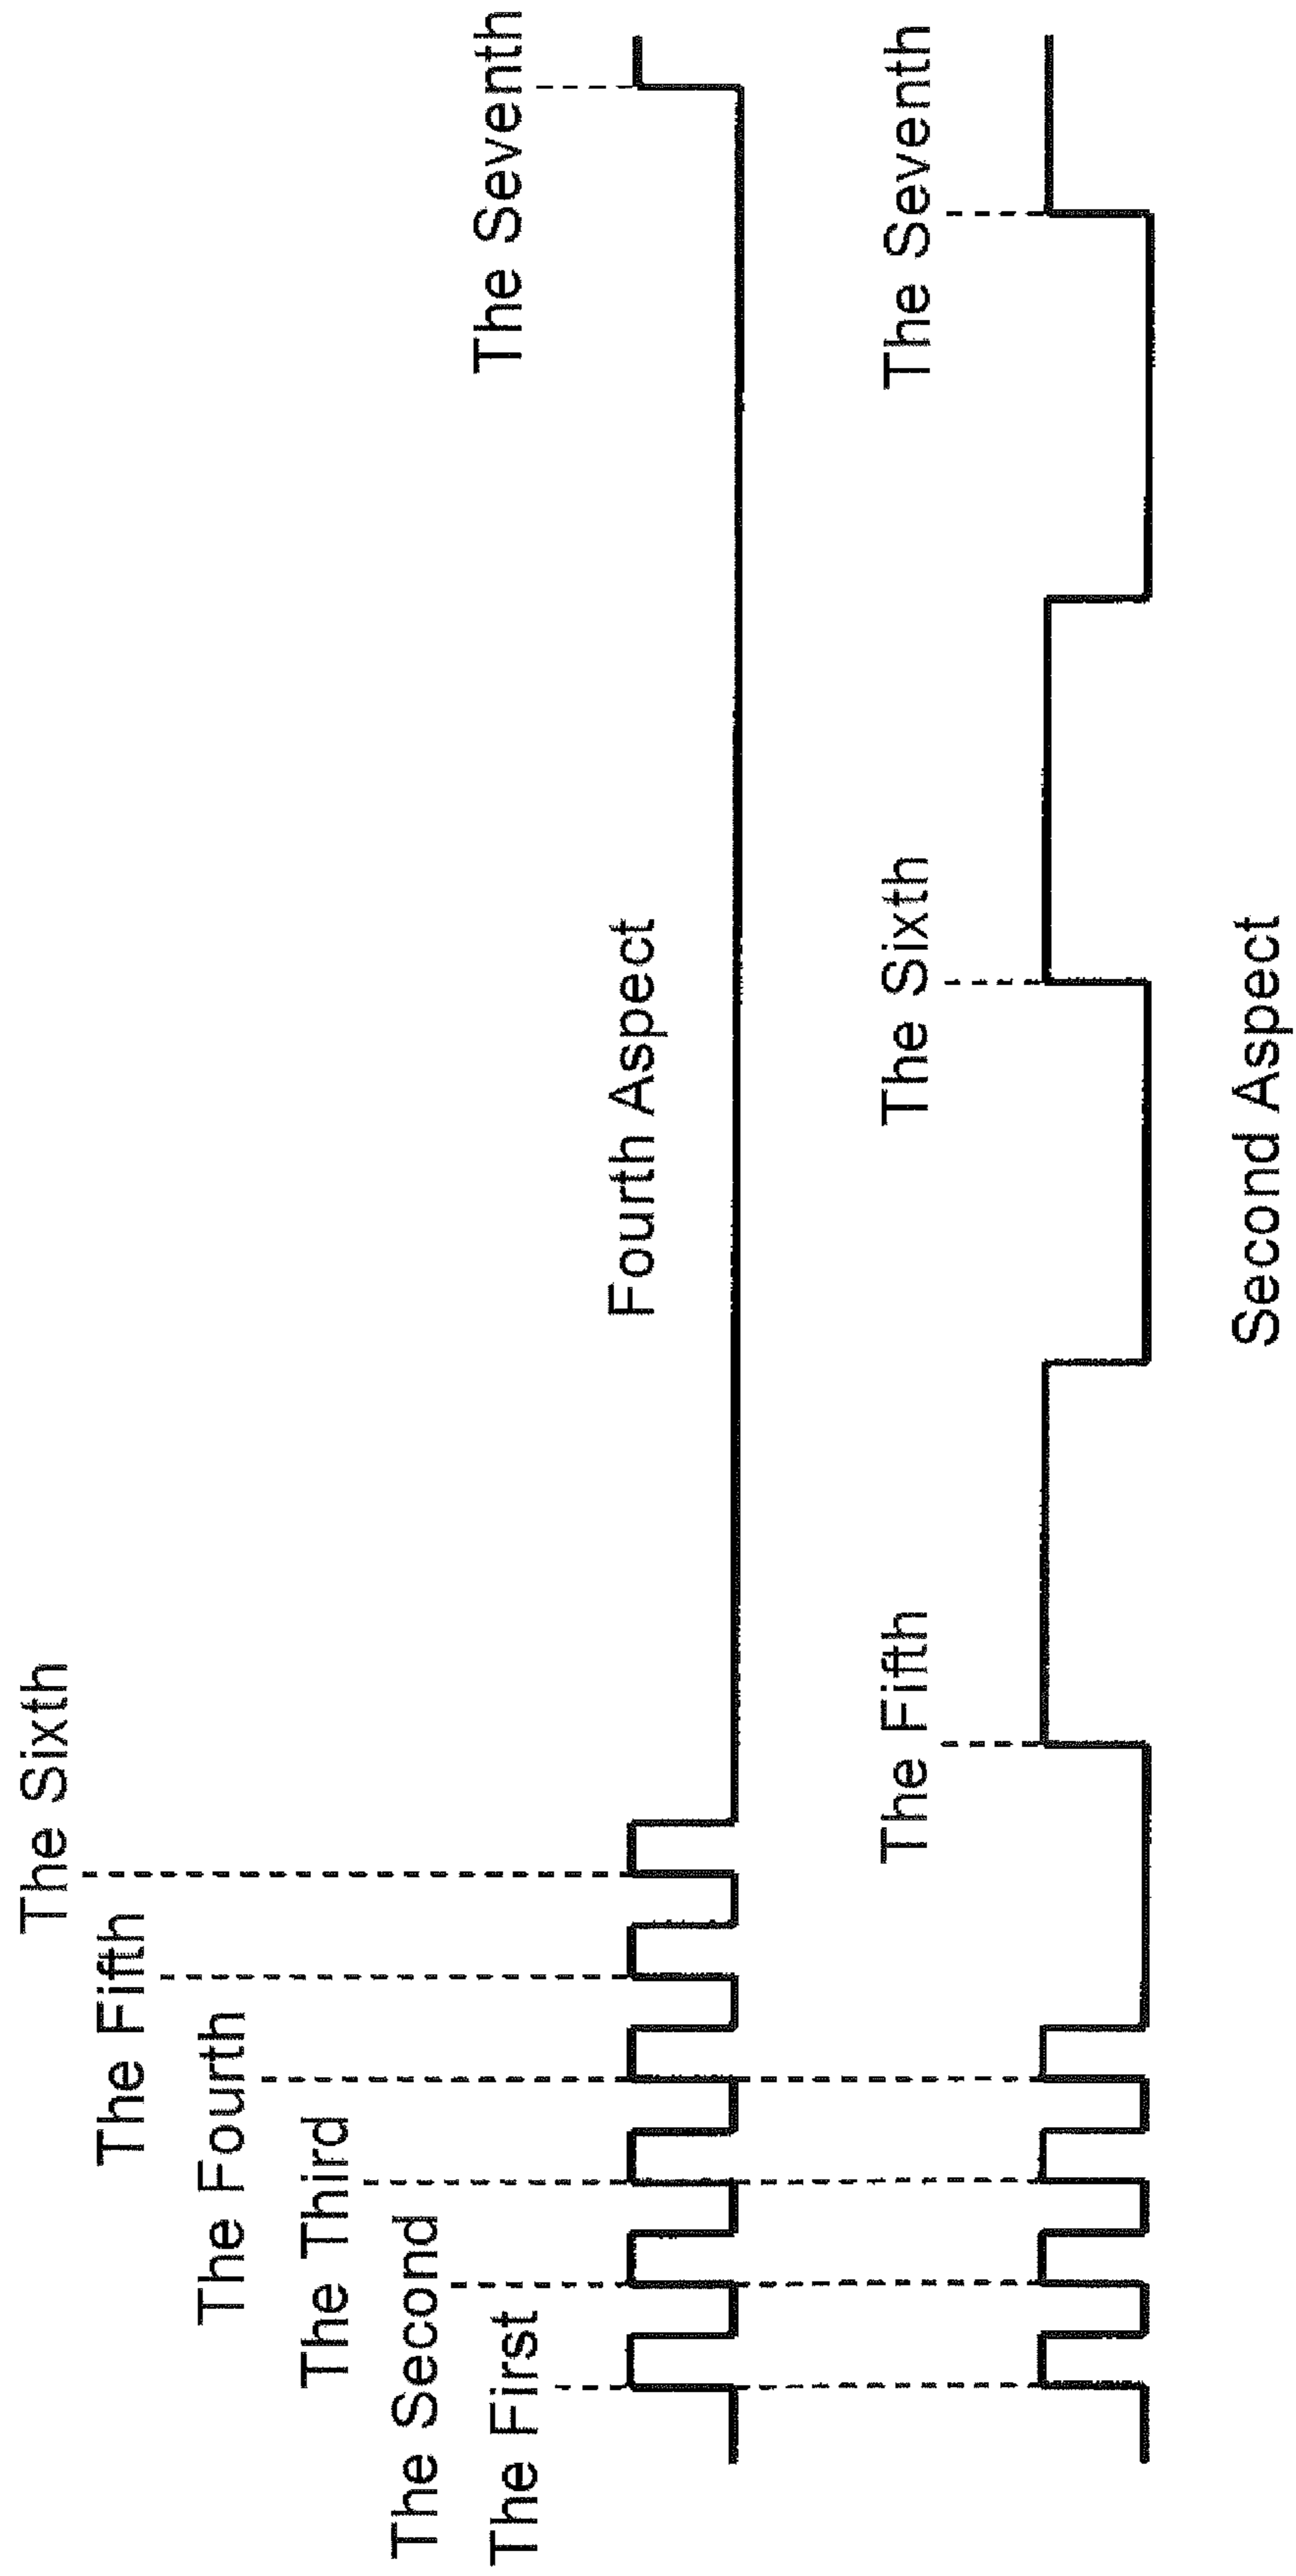 The Sixth
The Fifth
The Fourth
The Third
The Second
The First
The Seventh
Fourth Aspect
The Fifth
The Sixth
The Seventh
Second Aspect